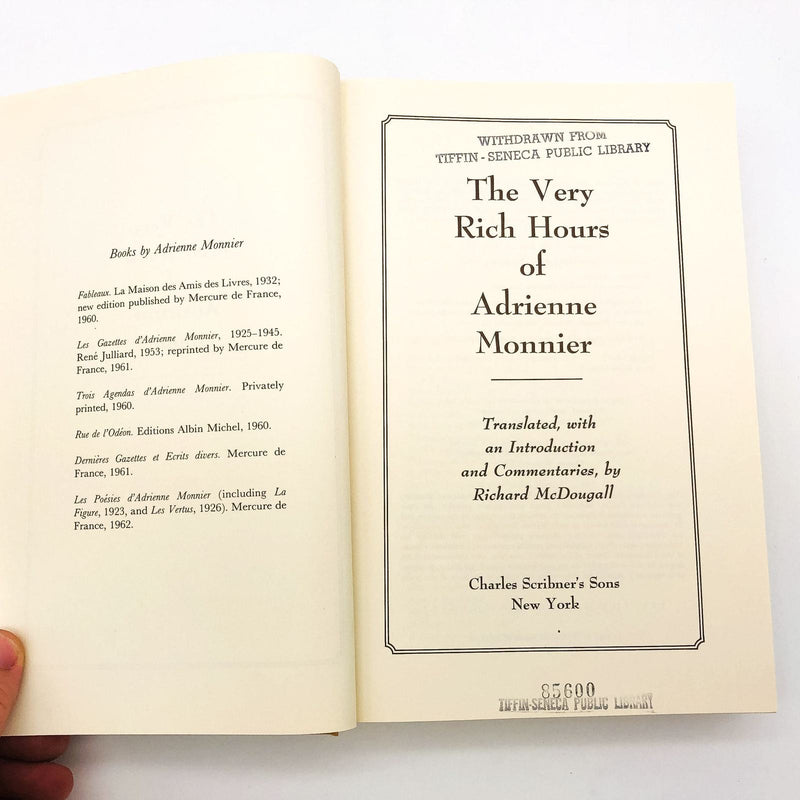 Books by Adrienne Monnier
Fableaux. La Maison des Amis des Livres, 1932;
new edition published by Mercure de France,
1960.
Les Gazettes d'Adrienne Monnier, 1925–1945.
René Julliard, 1953; reprinted by Mercure de
France, 1961.
Trois Agendas d'Adrienne Monnier. Privately
printed, 1960.
Rue de l'Odéon. Editions Albin Michel, 1960.
Dernières Gazettes et Ecrits divers. Mercure de
France, 1961.
Les Poésies d'Adrienne Monnier (including La
Figure, 1923, and Les Vertus, 1926). Mercure de
France, 1962.
WITHDRAWN FROM
TIFFIN-SENECA PUBLIC LIBRARY
The Very
Rich Hours
of
Adrienne
Monnier
Translated, with
an Introduction
and Commentaries, by
Richard McDougall
Charles Scribner's Sons
New York
85600
TIFFIN-SENECA PUBLIC LIBRARY